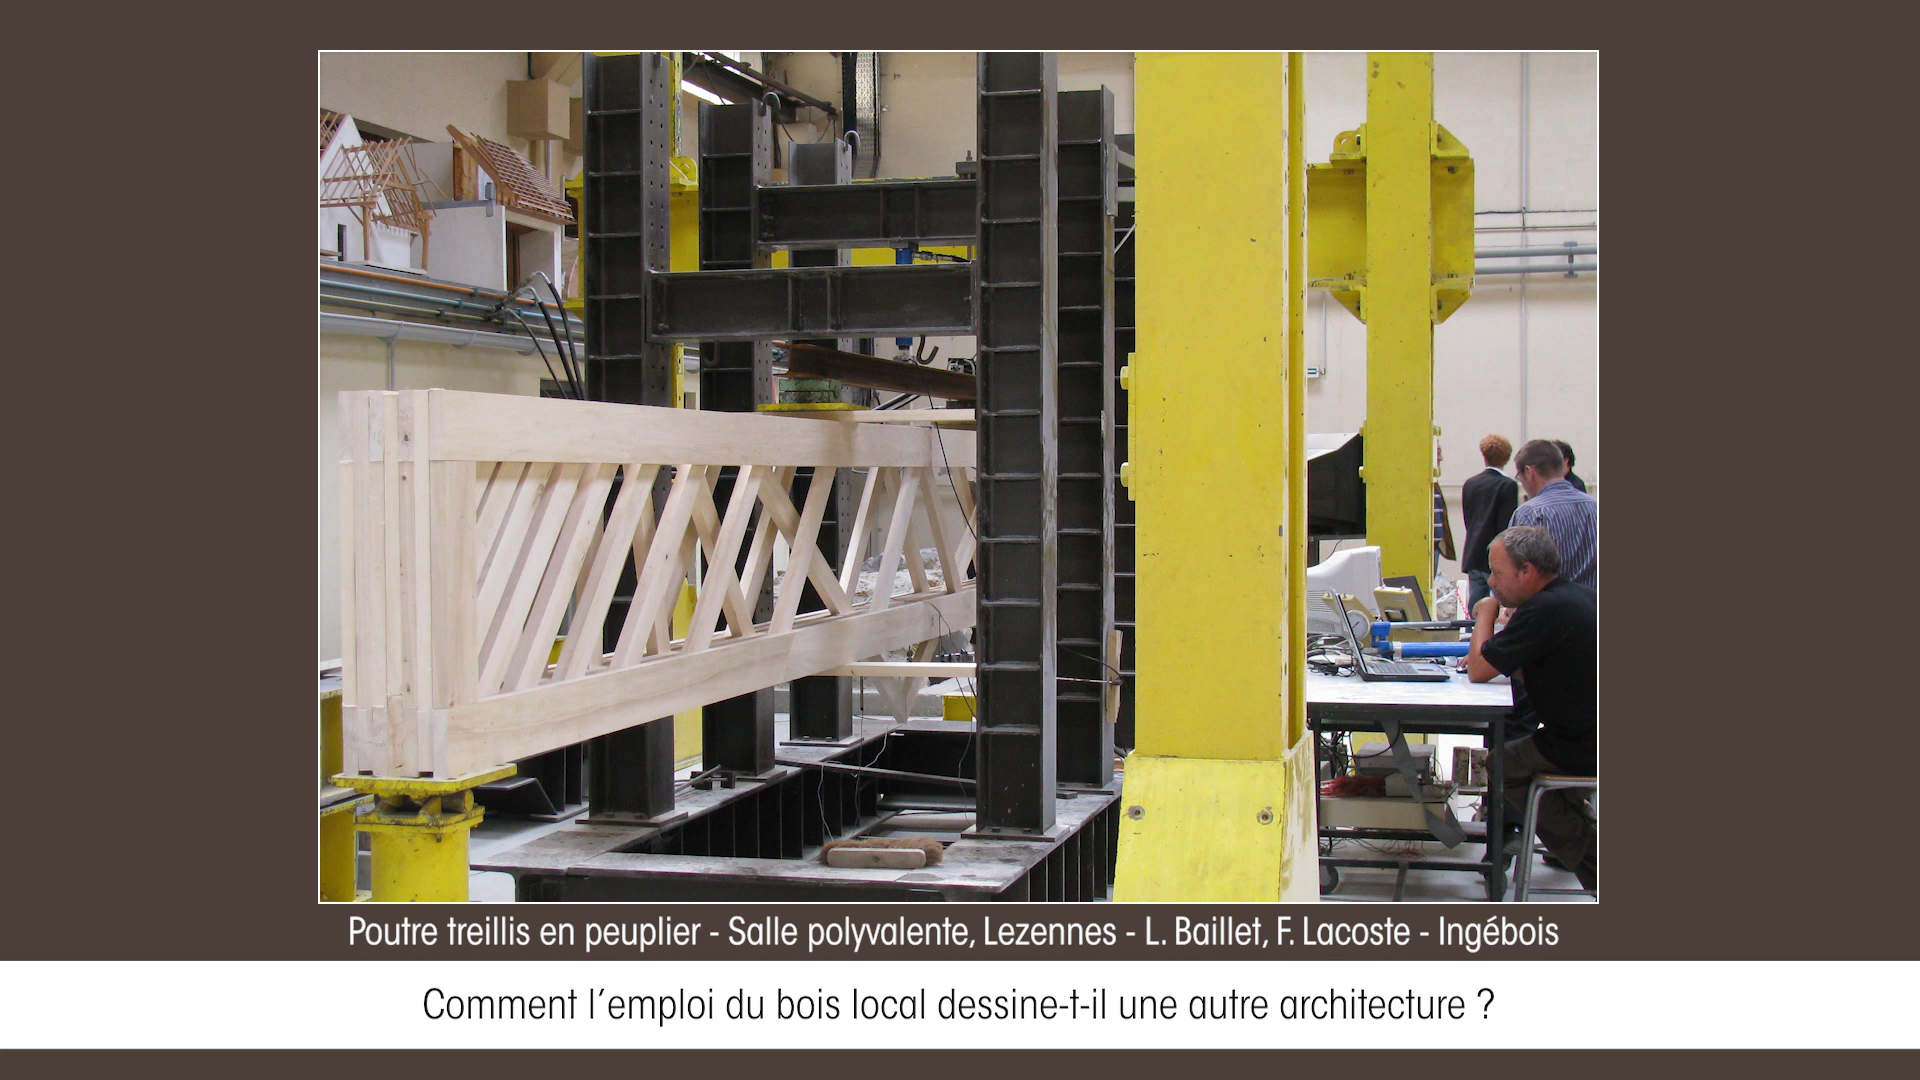 Poutre treillis en peuplier - Salle polyvalente, Lezennes - L. Baillet, F. Lacoste - Ingébois
Comment l'emploi du bois local dessine-t-il une autre architecture ?